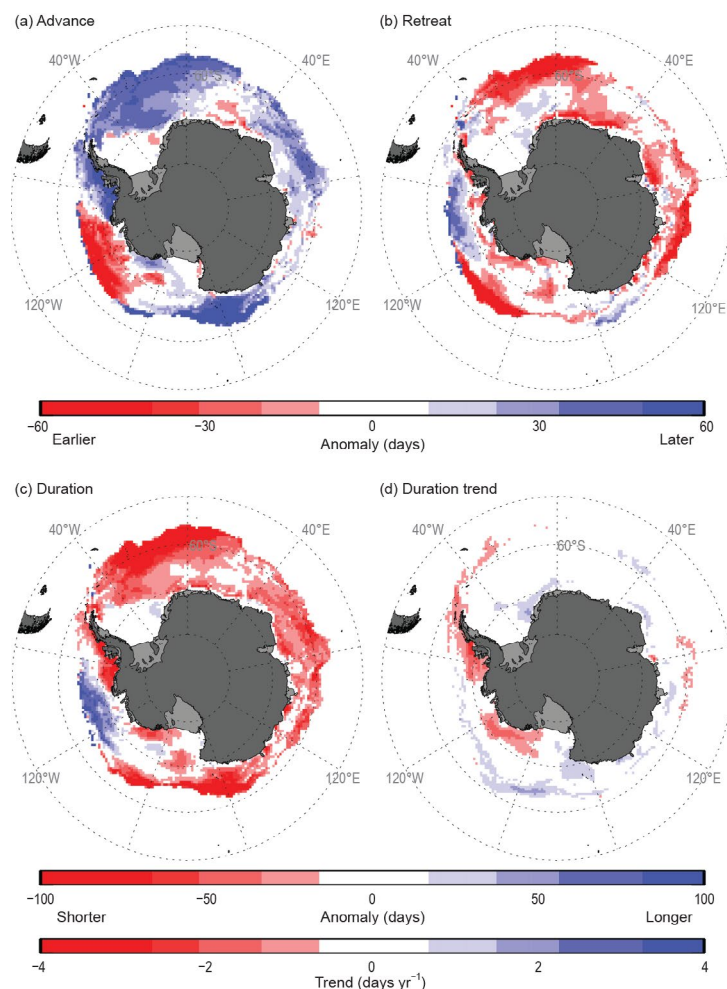 (a) Advance
(b) Retreat
40°W
60°S
40°E
40°W
60°S
40°E
120°W
120°E
120°W
120°E
−60
−30
0
30
60
Earlier
Anomaly (days)
Later
(c) Duration
(d) Duration trend
40°W
60°S
40°E
40°W
60°S
40°E
120°W
120°E
120°W
120°E
−100
−50
0
50
100
Shorter
Anomaly (days)
Longer
−4
−2
0
2
4
Trend (days yr⁻¹)